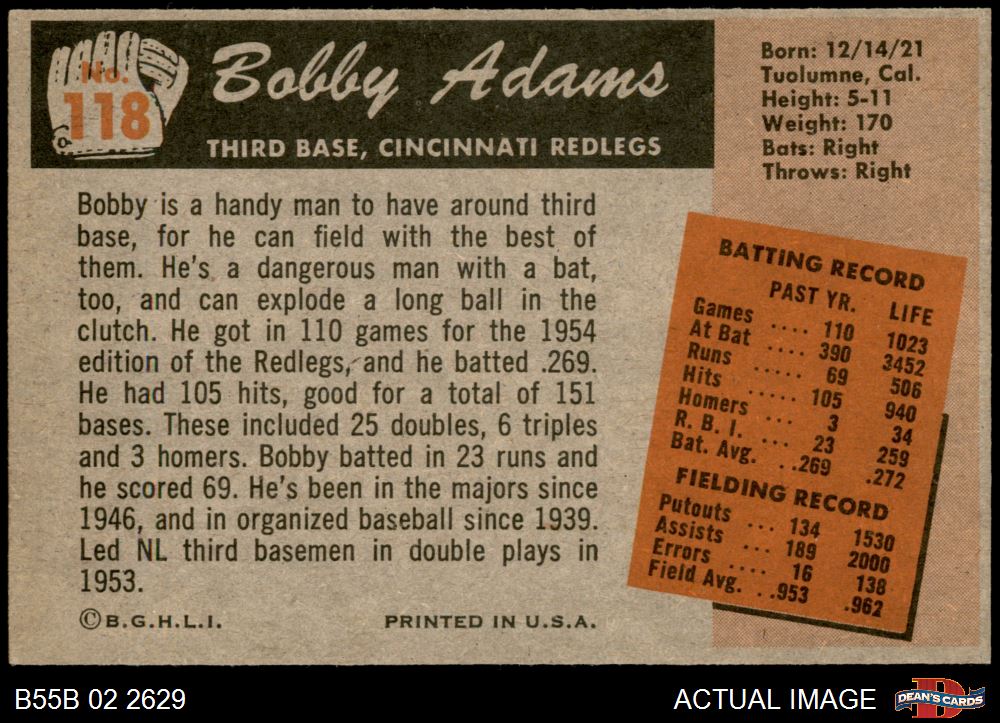 No.
118
Bobby Adams
THIRD BASE, CINCINNATI REDLEGS
Born: 12/14/21
Tuolumne, Cal.
Height: 5-11
Weight: 170
Bats: Right
Throws: Right
Bobby is a handy man to have around third
base, for he can field with the best of
them. He's a dangerous man with a bat,
too, and can explode a long ball in the
clutch. He got in 110 games for the 1954
edition of the Redlegs, and he batted .269.
He had 105 hits, good for a total of 151
bases. These included 25 doubles, 6 triples
and 3 homers. Bobby batted in 23 runs and
he scored 69. He's been in the majors since
1946, and in organized baseball since 1939.
Led NL third basemen in double plays in
1953.
©B.G.H.L.I. PRINTED IN U.S.A.
BATTING RECORD
PAST YR. LIFE
Games .... 110 1023
At Bat .... 390 3452
Runs 69 506
Hits ..... 105 940
Homers ... 3 34
R. B. I. ... 23 259
Bat. Avg. . .269 .272
FIELDING RECORD
Putouts ... 134 1530
Assists ... 189 2000
Errors .... 16 138
Field Avg. . .953 .962
B55B 02 2629
ACTUAL IMAGE
DEAN'S CARDS